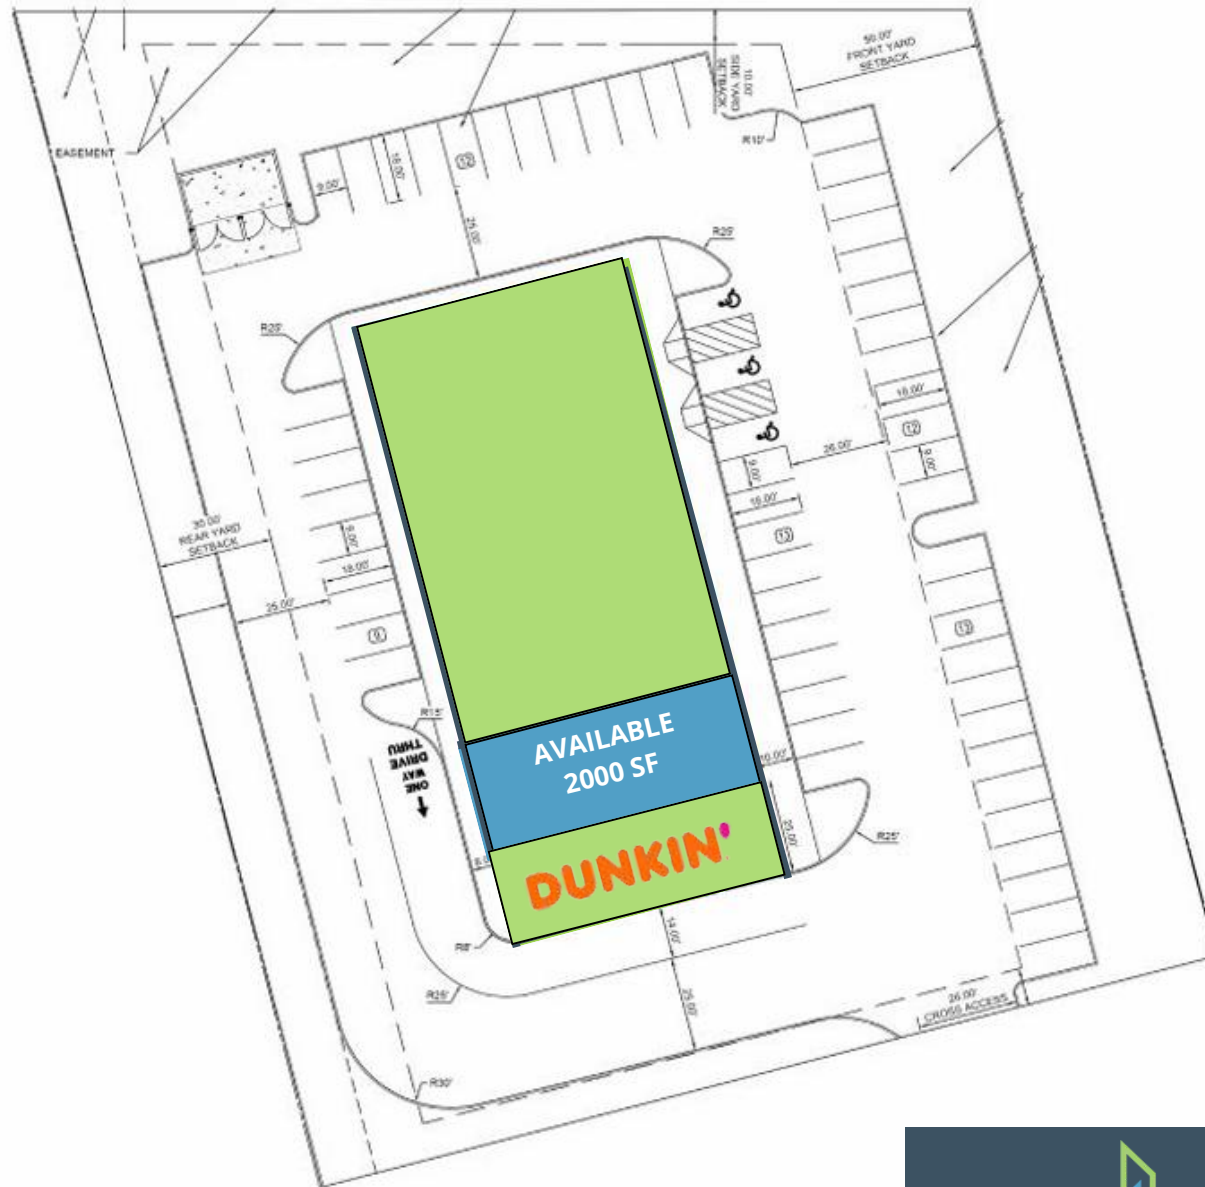 50.00'
FRONT YARD
SETBACK
10.00'
SIDE YARD
SETBACK
R10'
EASEMENT
12
18.00'
9.00'
25.00'
R25'
R25'
18.00'
12
9.00'
26.00'
9.00'
18.00'
13
30.00'
REAR YARD
SETBACK
9.00'
18.00'
25.00'
9
13
R15'
ONE
WAY
DRIVE
THRU
AVAILABLE
2000 SF
10.00'
25.00'
R25'
DUNKIN'
R8'
14.00'
R25'
25.00'
26.00'
CROSS ACCESS
R30'